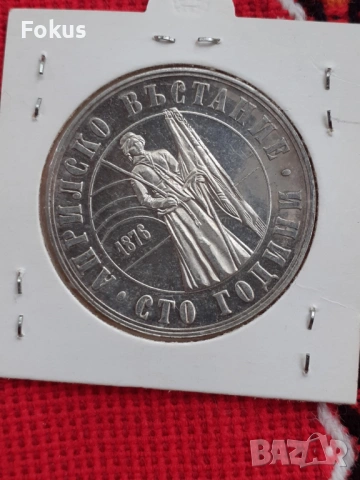 Fokus
АПРИЛСКО ВЪСТАНИЕ · СТО ГОДИНИ ·
1876
BAZAR